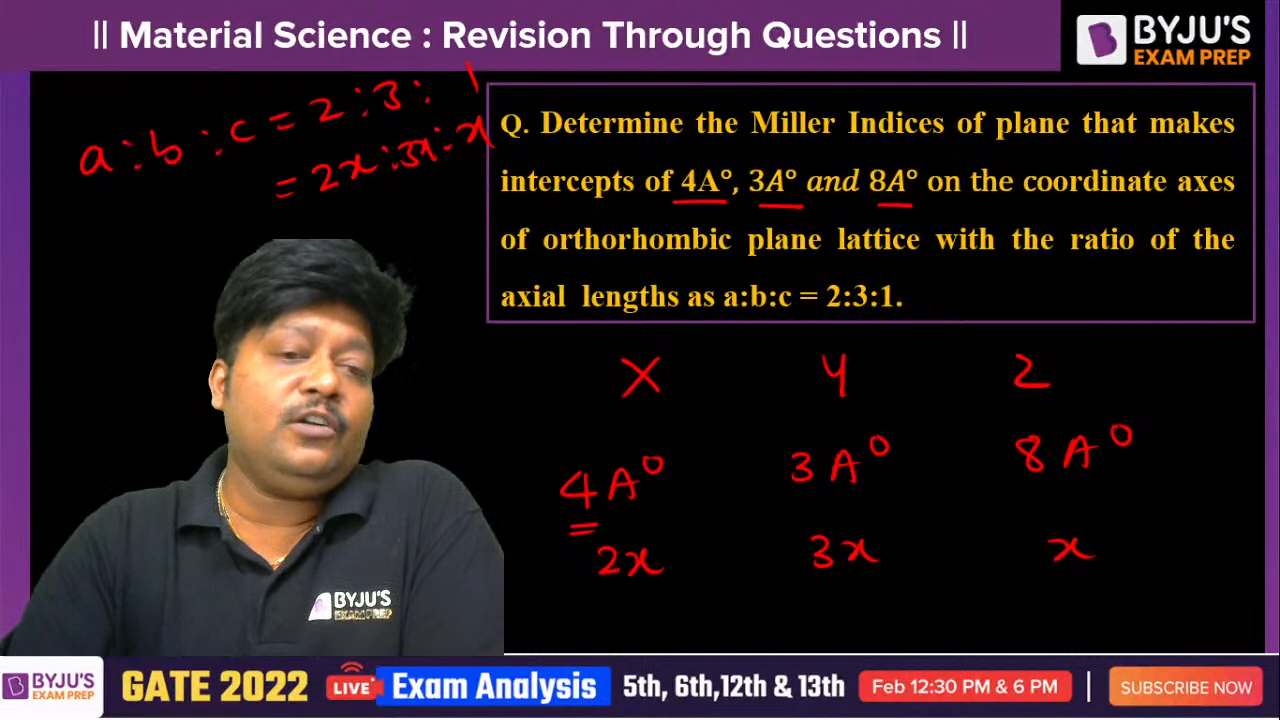 || Material Science : Revision Through Questions ||
BYJU'S
EXAM PREP
a : b : c = 2 : 3 : 1
= 2x : 3x : x
Q. Determine the Miller Indices of plane that makes
intercepts of 4A°, 3A° and 8A° on the coordinate axes
of orthorhombic plane lattice with the ratio of the
axial lengths as a:b:c = 2:3:1.
X Y Z
4A° 3A° 8A°
2x 3x x
BYJU'S
EXAM PREP
BYJU'S
EXAM PREP
GATE 2022
LIVE
Exam Analysis
5th, 6th,12th & 13th
Feb 12:30 PM & 6 PM
SUBSCRIBE NOW